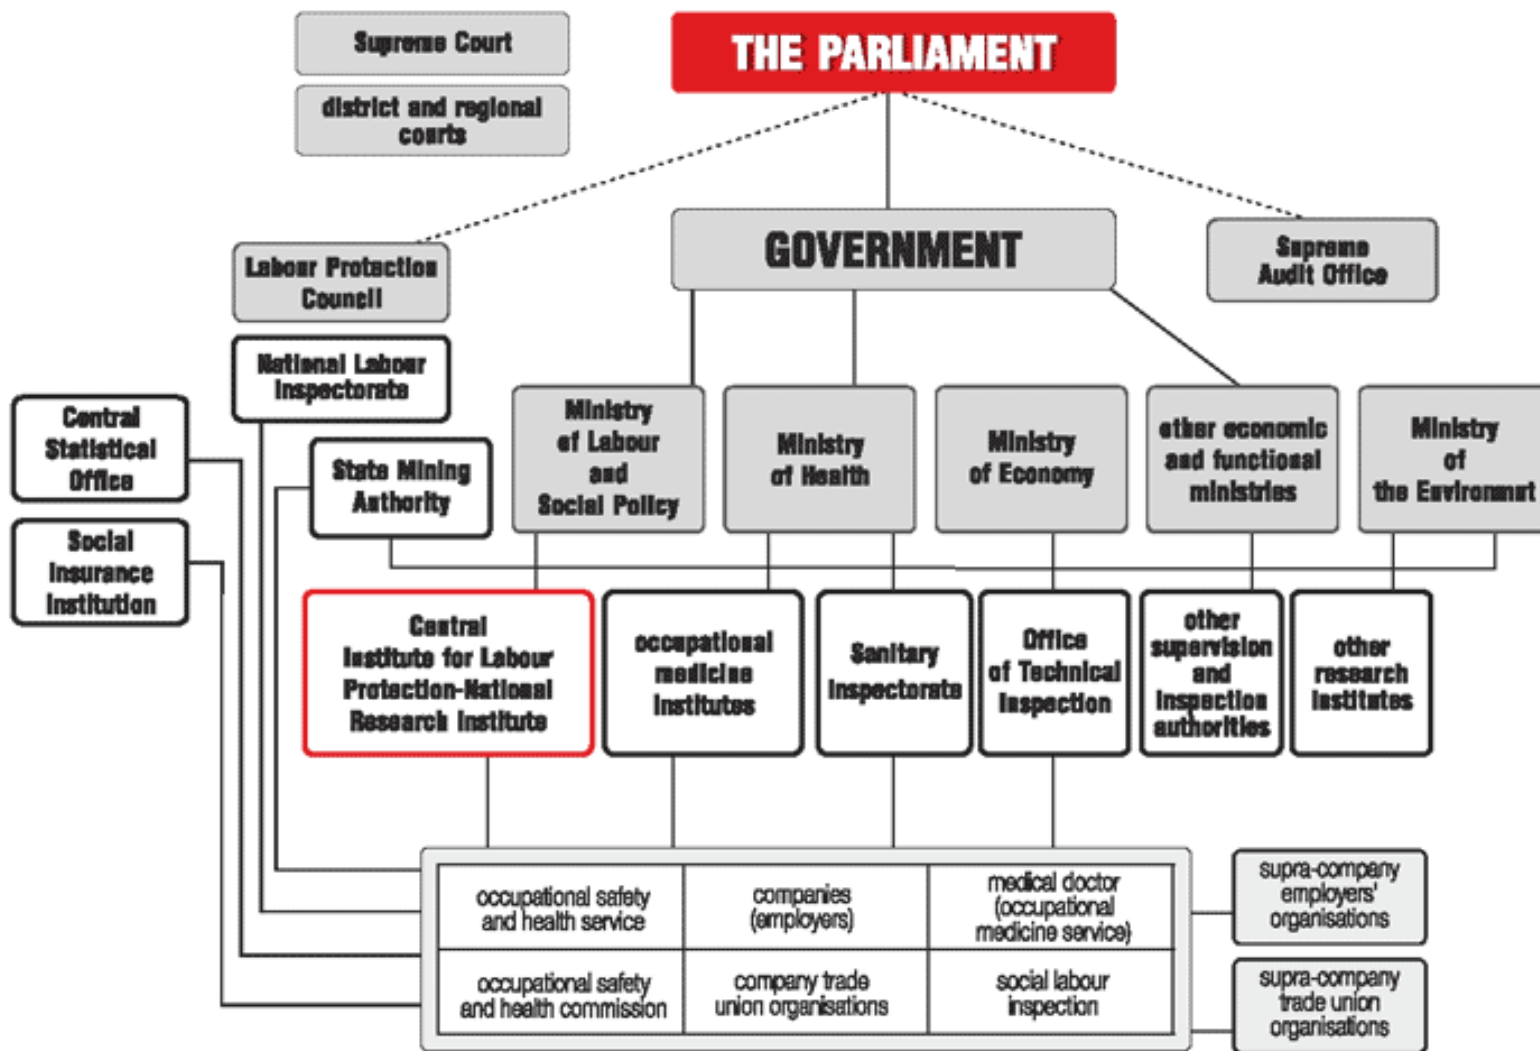 Supreme Court
THE PARLIAMENT
district and regional
courts
GOVERNMENT
Supreme
Audit Office
Labour Protection
Council
National Labour
Inspectorate
Central
Statistical
Office
State Mining
Authority
Social
Insurance
Institution
Ministry
of Labour
and
Social Policy
Ministry
of Health
Ministry
of Economy
other economic
and functional
ministries
Ministry
of
the Environmnt
Central
Institute for Labour
Protection-National
Research Institute
occupational
medicine
institutes
Sanitary
Inspectorate
Office
of Technical
Inspection
other
supervision
and
inspection
authorities
other
research
institutes
occupational safety
and health service
companies
(employers)
medical doctor
(occupational
medicine service)
occupational safety
and health commission
company trade
union organisations
social labour
inspection
supra-company
employers'
organisations
supra-company
trade union
organisations